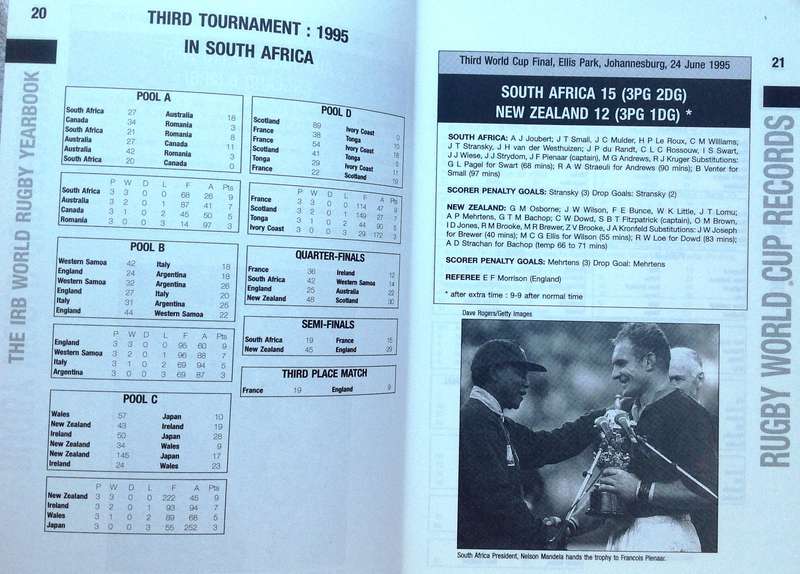 20
THE IRB WORLD RUGBY YEARBOOK
THIRD TOURNAMENT : 1995
IN SOUTH AFRICA
POOL A
South Africa 27 Australia 18
Canada 34 Romania 3
South Africa 21 Romania 8
Australia 27 Canada 11
Australia 42 Romania 3
South Africa 20 Canada 0
P W D L F A Pts
South Africa 3 3 0 0 68 26 9
Australia 3 2 0 1 87 41 7
Canada 3 1 0 2 45 50 5
Romania 3 0 0 3 14 97 3
POOL B
Western Samoa 42 Italy 18
England 24 Argentina 18
Western Samoa 32 Argentina 26
England 27 Italy 20
Italy 31 Argentina 25
England 44 Western Samoa 22
P W D L F A Pts
England 3 3 0 0 95 60 9
Western Samoa 3 2 0 1 96 88 7
Italy 3 1 0 2 69 94 5
Argentina 3 0 0 3 69 87 3
POOL C
Wales 57 Japan 10
New Zealand 43 Ireland 19
Ireland 50 Japan 28
New Zealand 34 Wales 9
New Zealand 145 Japan 17
Ireland 24 Wales 23
P W D L F A Pts
New Zealand 3 3 0 0 222 45 9
Ireland 3 2 0 1 93 94 7
Wales 3 1 0 2 89 68 5
Japan 3 0 0 3 55 252 3
POOL D
Scotland 89 Ivory Coast 0
France 38 Tonga 10
France 54 Ivory Coast 18
Scotland 41 Tonga 5
Tonga 29 Ivory Coast 11
France 22 Scotland 19
P W D L F A Pts
France 3 3 0 0 114 47 9
Scotland 3 2 0 1 149 27 7
Tonga 3 1 0 2 44 90 5
Ivory Coast 3 0 0 3 29 172 3
QUARTER-FINALS
France 36 Ireland 12
South Africa 42 Western Samoa 14
England 25 Australia 22
New Zealand 48 Scotland 30
SEMI-FINALS
South Africa 19 France 15
New Zealand 45 England 29
THIRD PLACE MATCH
France 19 England 9
21
RUGBY WORLD CUP RECORDS
Third World Cup Final, Ellis Park, Johannesburg, 24 June 1995
SOUTH AFRICA 15 (3PG 2DG)
NEW ZEALAND 12 (3PG 1DG) *
SOUTH AFRICA: A J Joubert; J T Small, J C Mulder, H P Le Roux, C M Williams;
J T Stransky, J H van der Westhuizen; J P du Randt, C L C Rossouw, I S Swart,
J J Wiese, J J Strydom, J F Pienaar (captain), M G Andrews, R J Kruger Substitutions:
G L Pagel for Swart (68 mins); R A W Straeuli for Andrews (90 mins); B Venter for
Small (97 mins)
SCORER PENALTY GOALS: Stransky (3) Drop Goals: Stransky (2)
NEW ZEALAND: G M Osborne; J W Wilson, F E Bunce, W K Little, J T Lomu;
A P Mehrtens, G T M Bachop; C W Dowd, S B T Fitzpatrick (captain), O M Brown,
I D Jones, R M Brooke, M R Brewer, Z V Brooke, J A Kronfeld Substitutions: J W Joseph
for Brewer (40 mins); M C G Ellis for Wilson (55 mins); R W Loe for Dowd (83 mins);
A D Strachan for Bachop (temp 66 to 71 mins)
SCORER PENALTY GOALS: Mehrtens (3) Drop Goal: Mehrtens
REFEREE E F Morrison (England)
* after extra time : 9-9 after normal time
Dave Rogers/Getty Images
South Africa President, Nelson Mandela hands the trophy to Francois Pienaar.